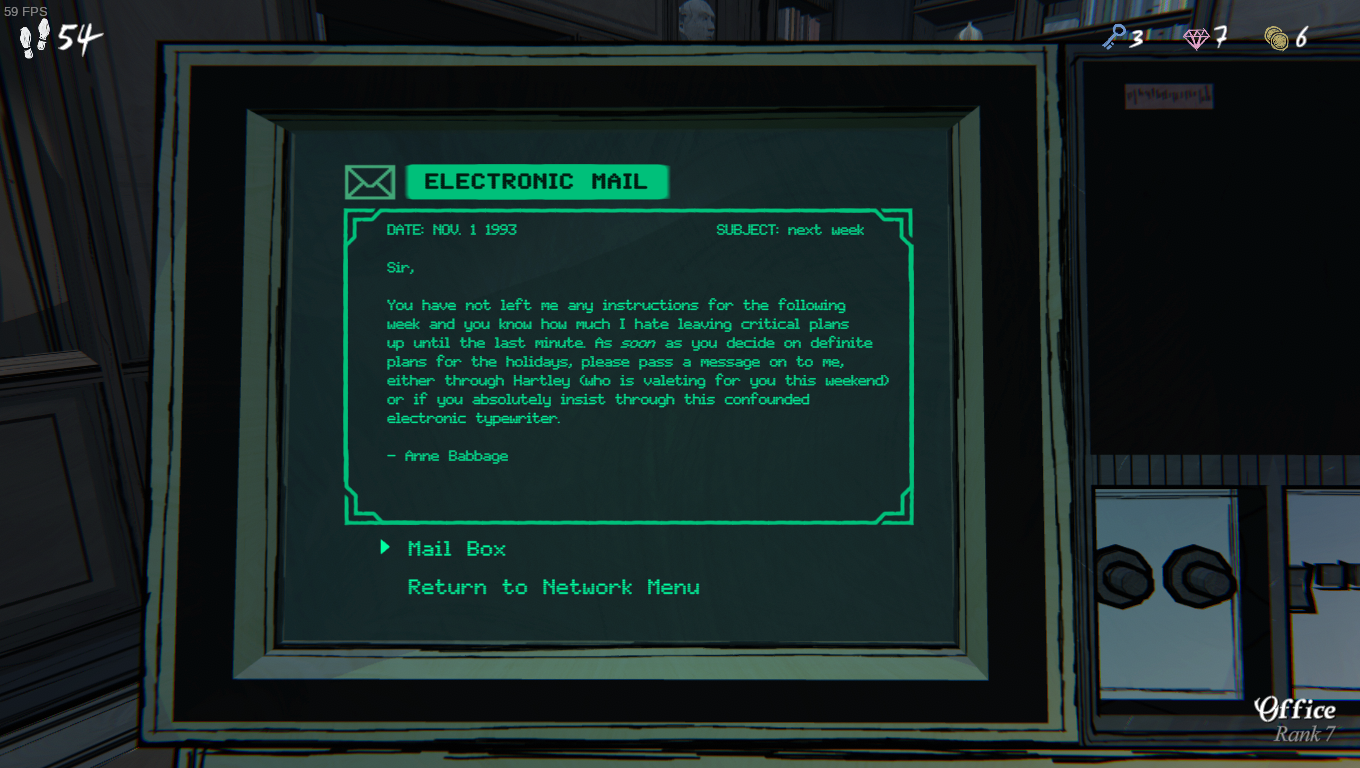 59 FPS
54
3
7
6
ELECTRONIC MAIL
DATE: NOV. 1 1993
SUBJECT: next week
Sir,
You have not left me any instructions for the following
week and you know how much I hate leaving critical plans
up until the last minute. As soon as you decide on definite
plans for the holidays, please pass a message on to me,
either through Hartley (who is valeting for you this weekend)
or if you absolutely insist through this confounded
electronic typewriter.
- Anne Babbage
Mail Box
Return to Network Menu
Office
Rank 7